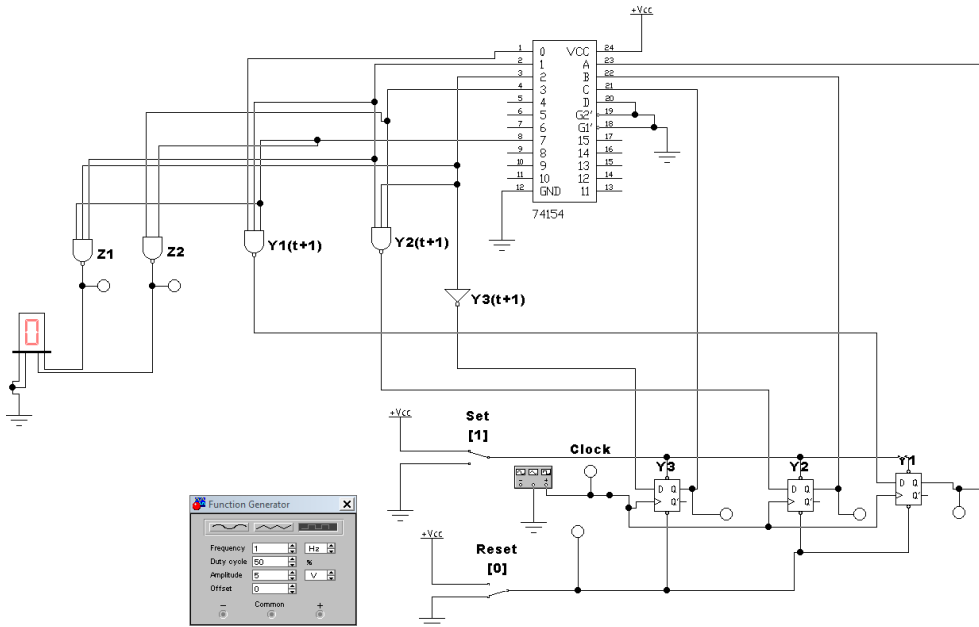 +Vcc
1 0 VCC 24
2 1 A 23
3 2 B 22
4 3 C 21
5 4 D 20
6 5 G2' 19
7 6 G1' 18
8 7 15 17
9 8 14 16
10 9 13 15
11 10 12 14
12 GND 11 13
74154
Z1 Z2 Y1(t+1) Y2(t+1)
Y3(t+1)
0
+Vcc
Set
[1]
Clock
Y3 Y2 Y1
D Q
Q'
D Q
Q'
D Q
Q'
+Vcc
Reset
[0]
Function Generator
Frequency 1 Hz
Duty cycle 50 %
Amplitude 5 V
Offset 0
− Common +